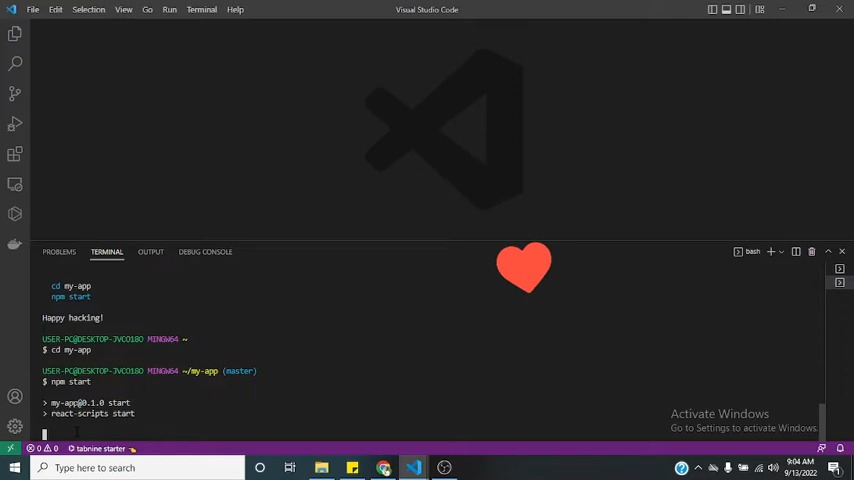 File Edit Selection View Go Run Terminal Help
Visual Studio Code
PROBLEMS TERMINAL OUTPUT DEBUG CONSOLE
bash
cd my-app
npm start
Happy hacking!
USER-PC@DESKTOP-JVCO18O MINGW64 ~
$ cd my-app
USER-PC@DESKTOP-JVCO18O MINGW64 ~/my-app (master)
$ npm start
> my-app@0.1.0 start
> react-scripts start
Activate Windows
Go to Settings to activate Windows.
0 0 tabnine starter
Type here to search
9:04 AM
9/13/2022